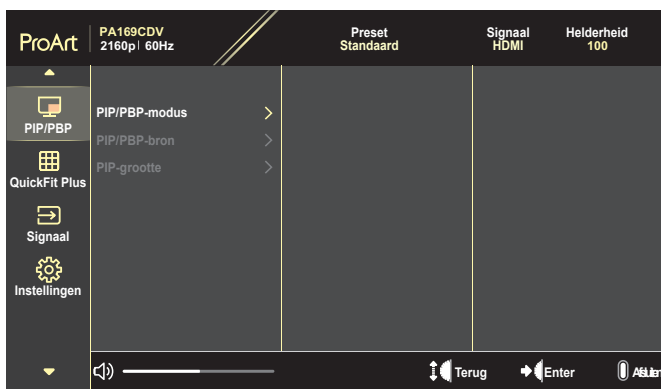 ProArt
PA169CDV
2160p 60Hz
Preset
Standaard
Signaal
HDMI
Helderheid
100
PIP/PBP
QuickFit Plus
Signaal
Instellingen
PIP/PBP-modus
PIP/PBP-bron
PIP-grootte
Terug
Enter